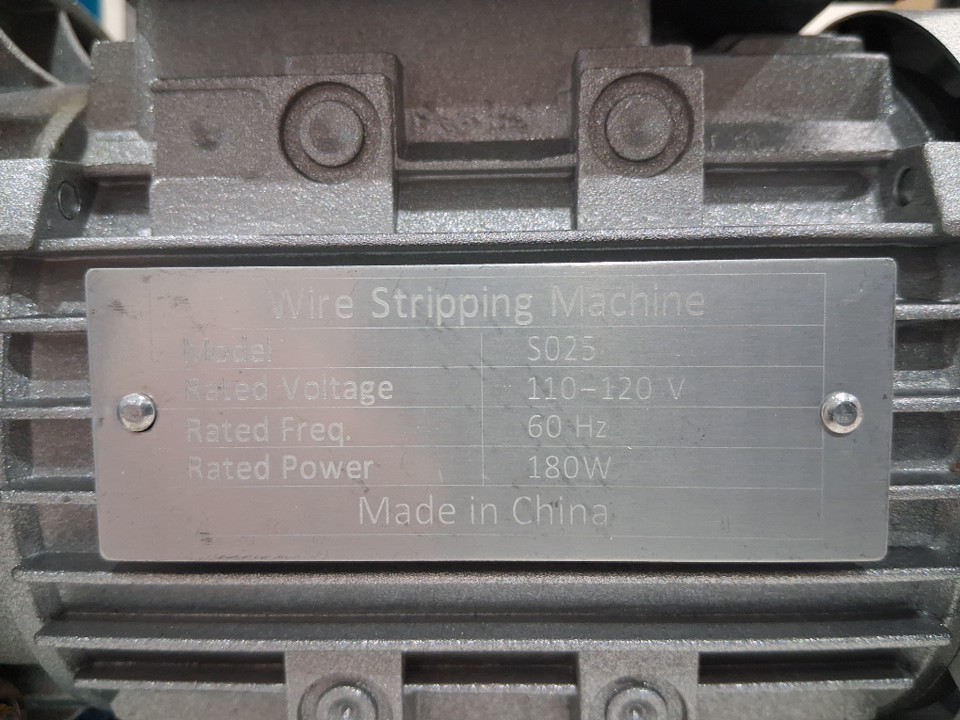 Wire Stripping Machine
Model S025
Rated Voltage 110-120 V
Rated Freq. 60 Hz
Rated Power 180W
Made in China